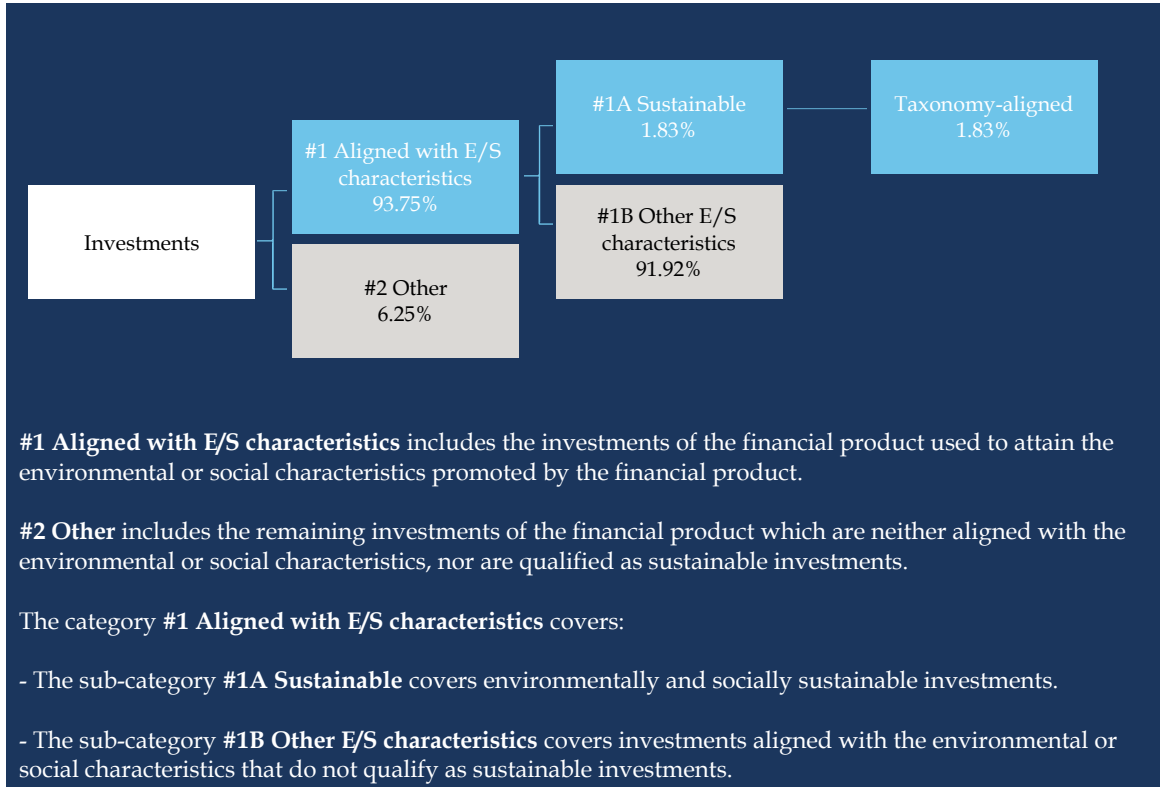 Investments
#1 Aligned with E/S
characteristics
93.75%
#2 Other
6.25%
#1A Sustainable
1.83%
#1B Other E/S
characteristics
91.92%
Taxonomy-aligned
1.83%
#1 Aligned with E/S characteristics includes the investments of the financial product used to attain the
environmental or social characteristics promoted by the financial product.
#2 Other includes the remaining investments of the financial product which are neither aligned with the
environmental or social characteristics, nor are qualified as sustainable investments.
The category #1 Aligned with E/S characteristics covers:
- The sub-category #1A Sustainable covers environmentally and socially sustainable investments.
- The sub-category #1B Other E/S characteristics covers investments aligned with the environmental or
social characteristics that do not qualify as sustainable investments.